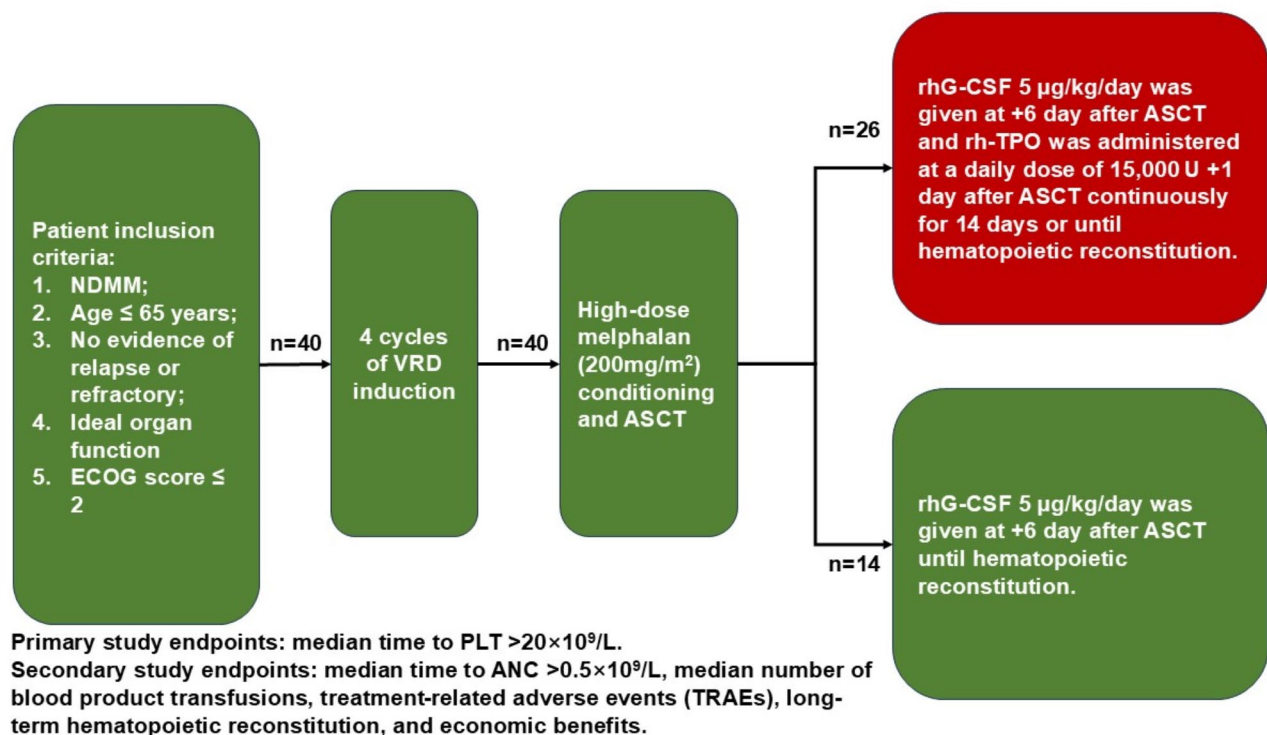 Patient inclusion
criteria:
1. NDMM;
2. Age ≤ 65 years;
3. No evidence of
relapse or
refractory;
4. Ideal organ
function
5. ECOG score ≤
2
n=40
4 cycles
of VRD
induction
n=40
High-dose
melphalan
(200mg/m²)
conditioning
and ASCT
n=26
rhG-CSF 5 µg/kg/day was
given at +6 day after ASCT
and rh-TPO was administered
at a daily dose of 15,000 U +1
day after ASCT continuously
for 14 days or until
hematopoietic reconstitution.
n=14
rhG-CSF 5 µg/kg/day was
given at +6 day after ASCT
until hematopoietic
reconstitution.
Primary study endpoints: median time to PLT >20×10⁹/L.
Secondary study endpoints: median time to ANC >0.5×10⁹/L, median number of
blood product transfusions, treatment-related adverse events (TRAEs), long-
term hematopoietic reconstitution, and economic benefits.